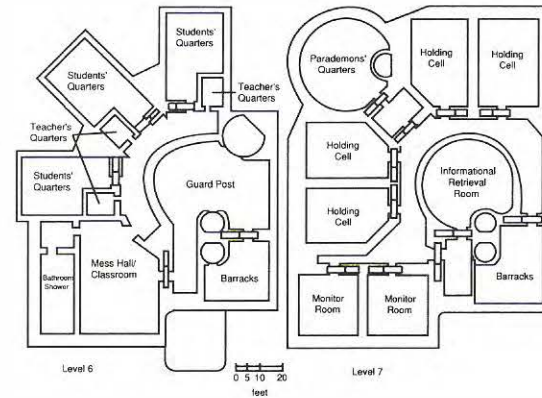 Students'
Quarters
Students'
Quarters
Teacher's
Quarters
Teacher's
Quarters
Students'
Quarters
Guard Post
Mess Hall/
Classroom
Bathroom
Shower
Barracks
Level 6
Parademons'
Quarters
Holding
Cell
Holding
Cell
Holding
Cell
Informational
Retrieval
Room
Holding
Cell
Barracks
Monitor
Room
Monitor
Room
Level 7
0 5 10 20
feet